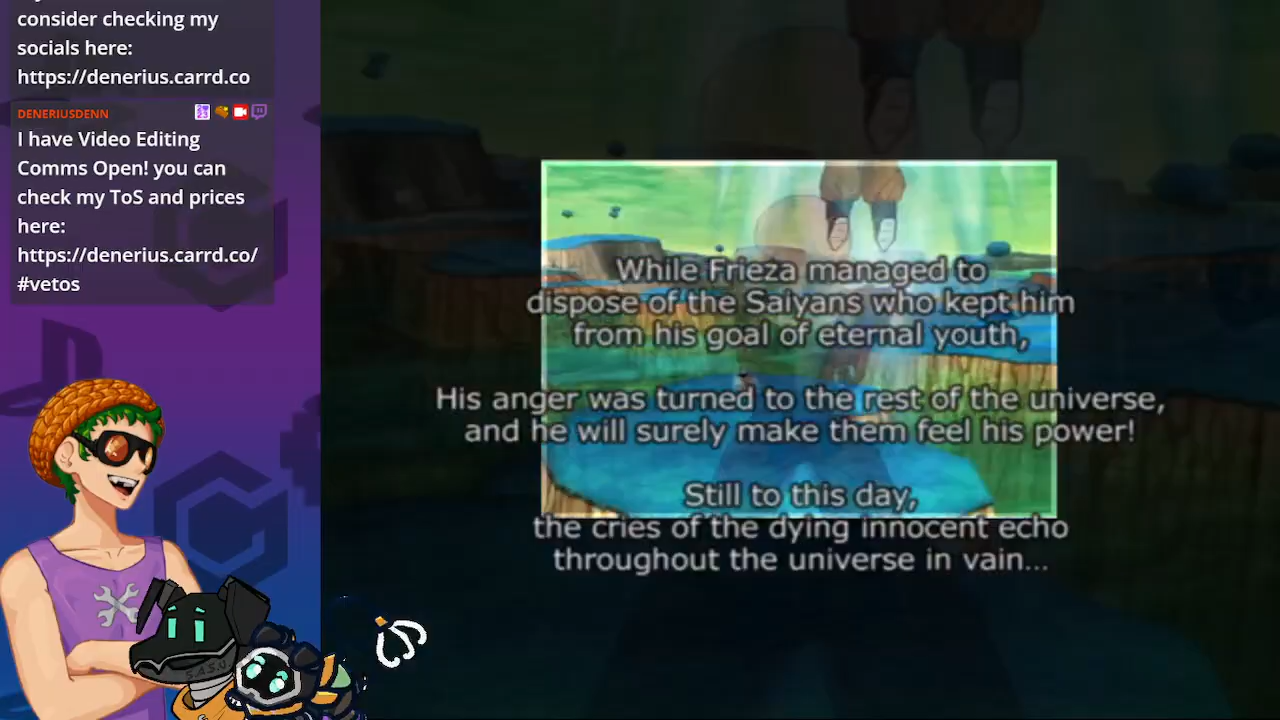 consider checking my
socials here:
https://denerius.carrd.co
DENERIUSDENN
I have Video Editing
Comms Open! you can
check my ToS and prices
here:
https://denerius.carrd.co/
#vetos
While Frieza managed to
dispose of the Saiyans who kept him
from his goal of eternal youth,
His anger was turned to the rest of the universe,
and he will surely make them feel his power!
Still to this day,
the cries of the dying innocent echo
throughout the universe in vain...
S.A.S.U